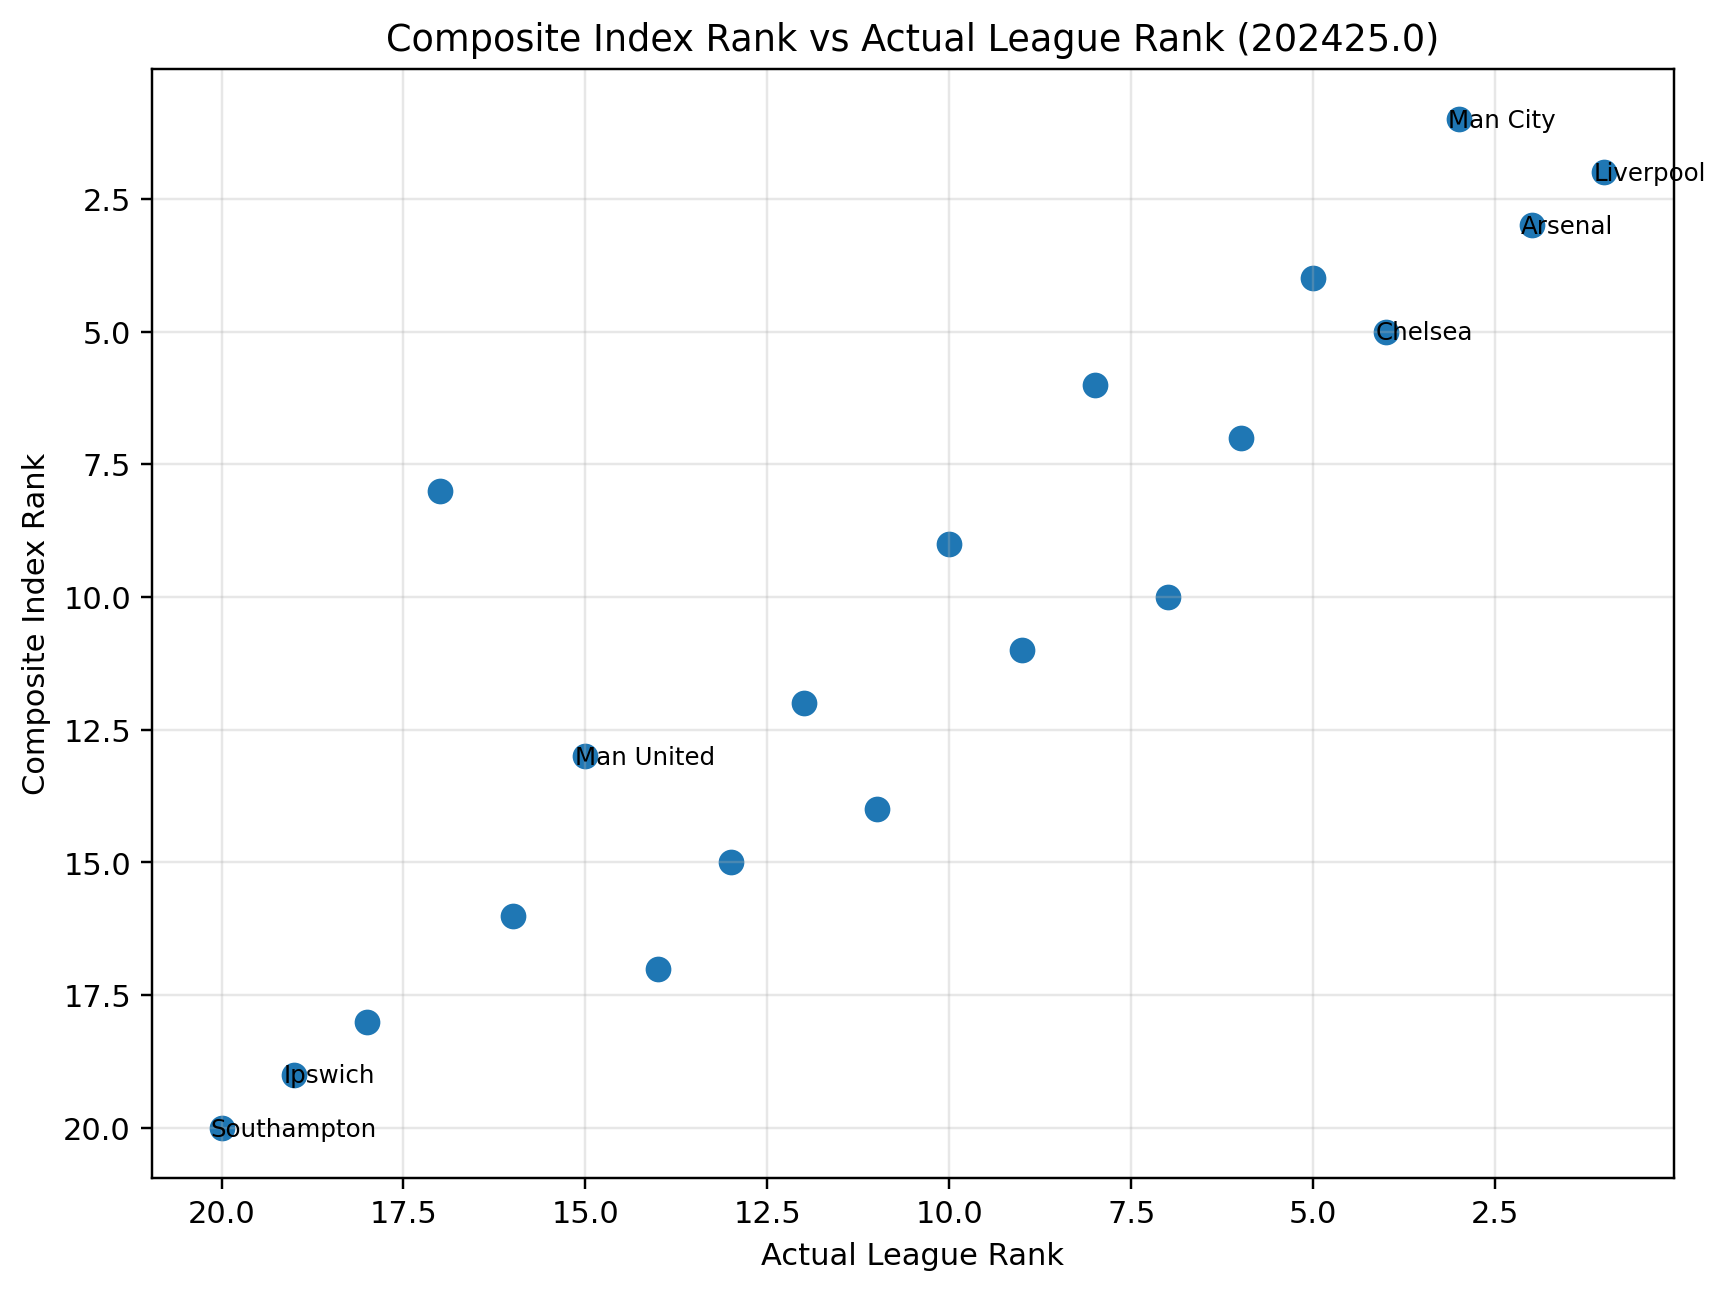 Composite Index Rank vs Actual League Rank (202425.0)
Man City
Liverpool
Arsenal
Chelsea
Man United
Ipswich
Southampton
2.5
5.0
7.5
10.0
12.5
15.0
17.5
20.0
Composite Index Rank
20.0 17.5 15.0 12.5 10.0 7.5 5.0 2.5
Actual League Rank